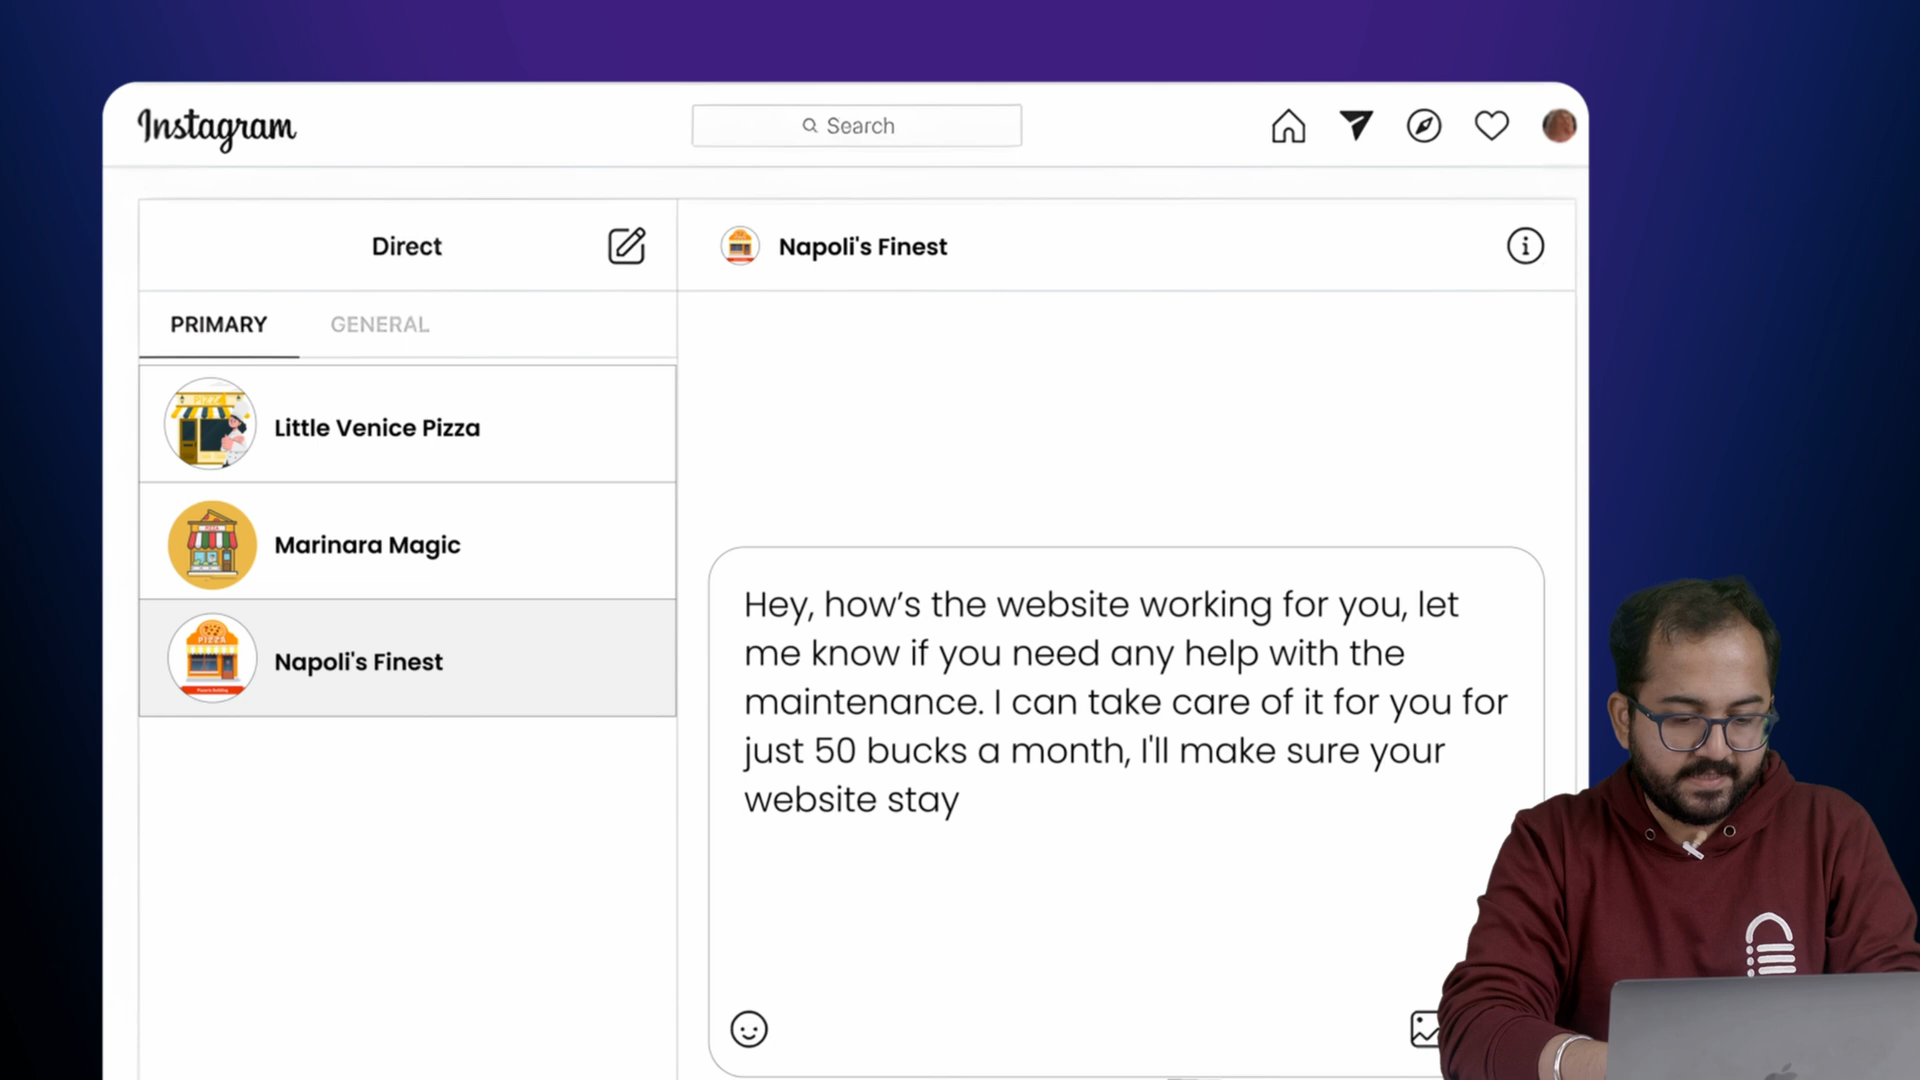 Instagram
Search
Direct
Napoli's Finest
PRIMARY
GENERAL
Little Venice Pizza
Marinara Magic
Napoli's Finest
PIZZA
Hey, how’s the website working for you, let
me know if you need any help with the
maintenance. I can take care of it for you for
just 50 bucks a month, I'll make sure your
website stay